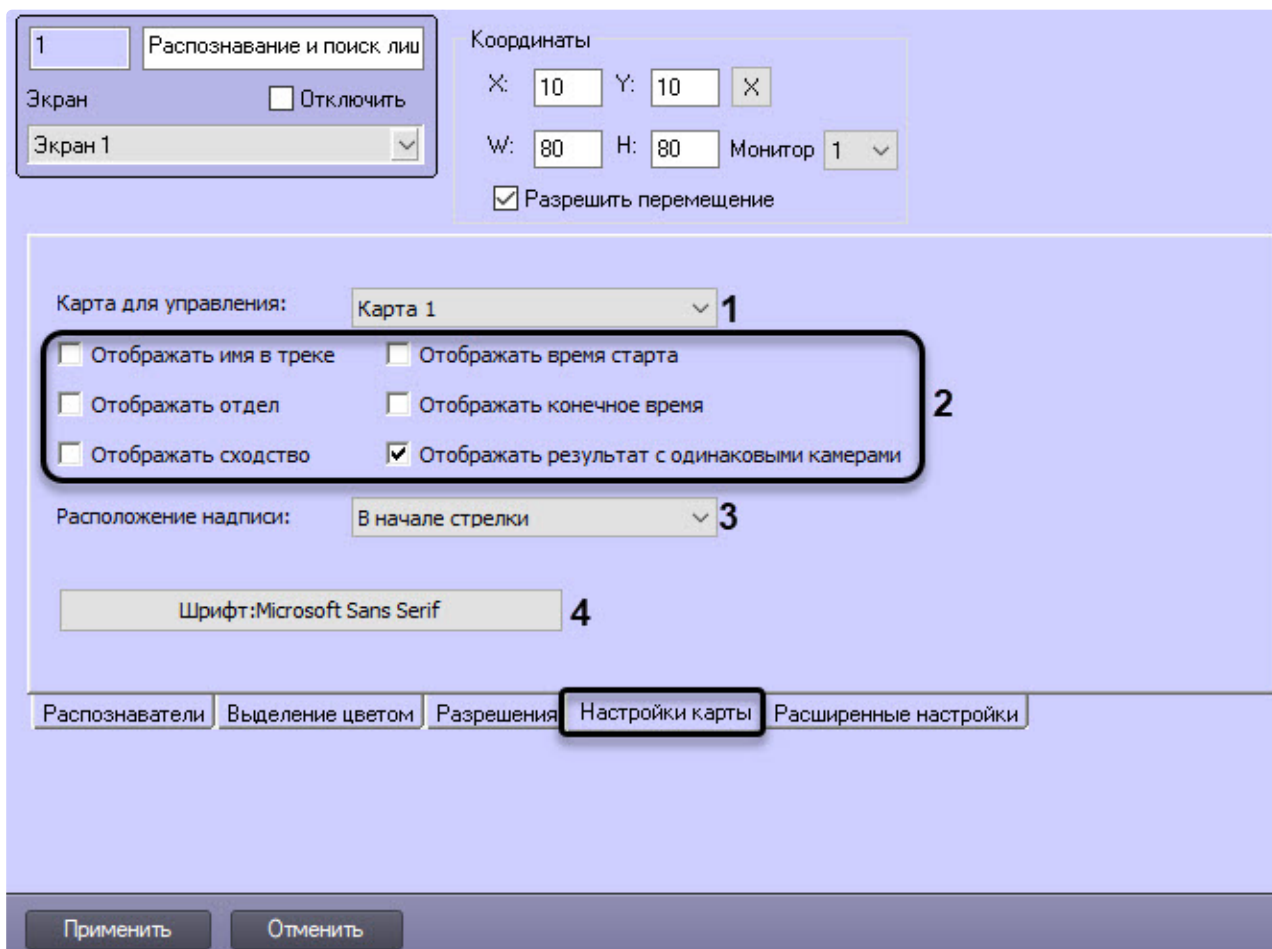 1
Распознавание и поиск лиц
Экран
Отключить
Экран 1
Координаты
X: 10 Y: 10 X
W: 80 H: 80 Монитор 1
Разрешить перемещение
Карта для управления: Карта 1 1
Отображать имя в треке Отображать время старта
Отображать отдел Отображать конечное время 2
Отображать сходство Отображать результат с одинаковыми камерами
Расположение надписи: В начале стрелки 3
Шрифт:Microsoft Sans Serif 4
Распознаватели Выделение цветом Разрешения Настройки карты Расширенные настройки
Применить Отменить